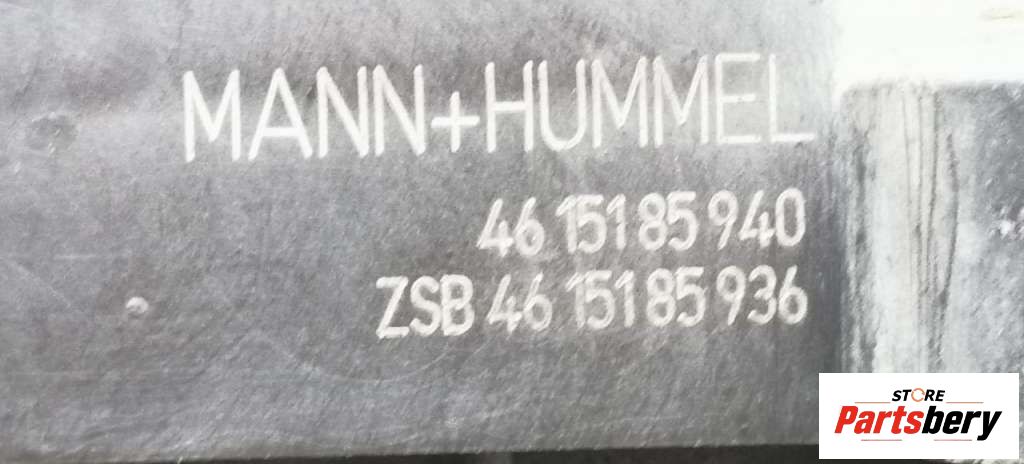 MANN+HUMMEL
46 151 85 940
ZSB 46 151 85 936
STORE
Partsbery